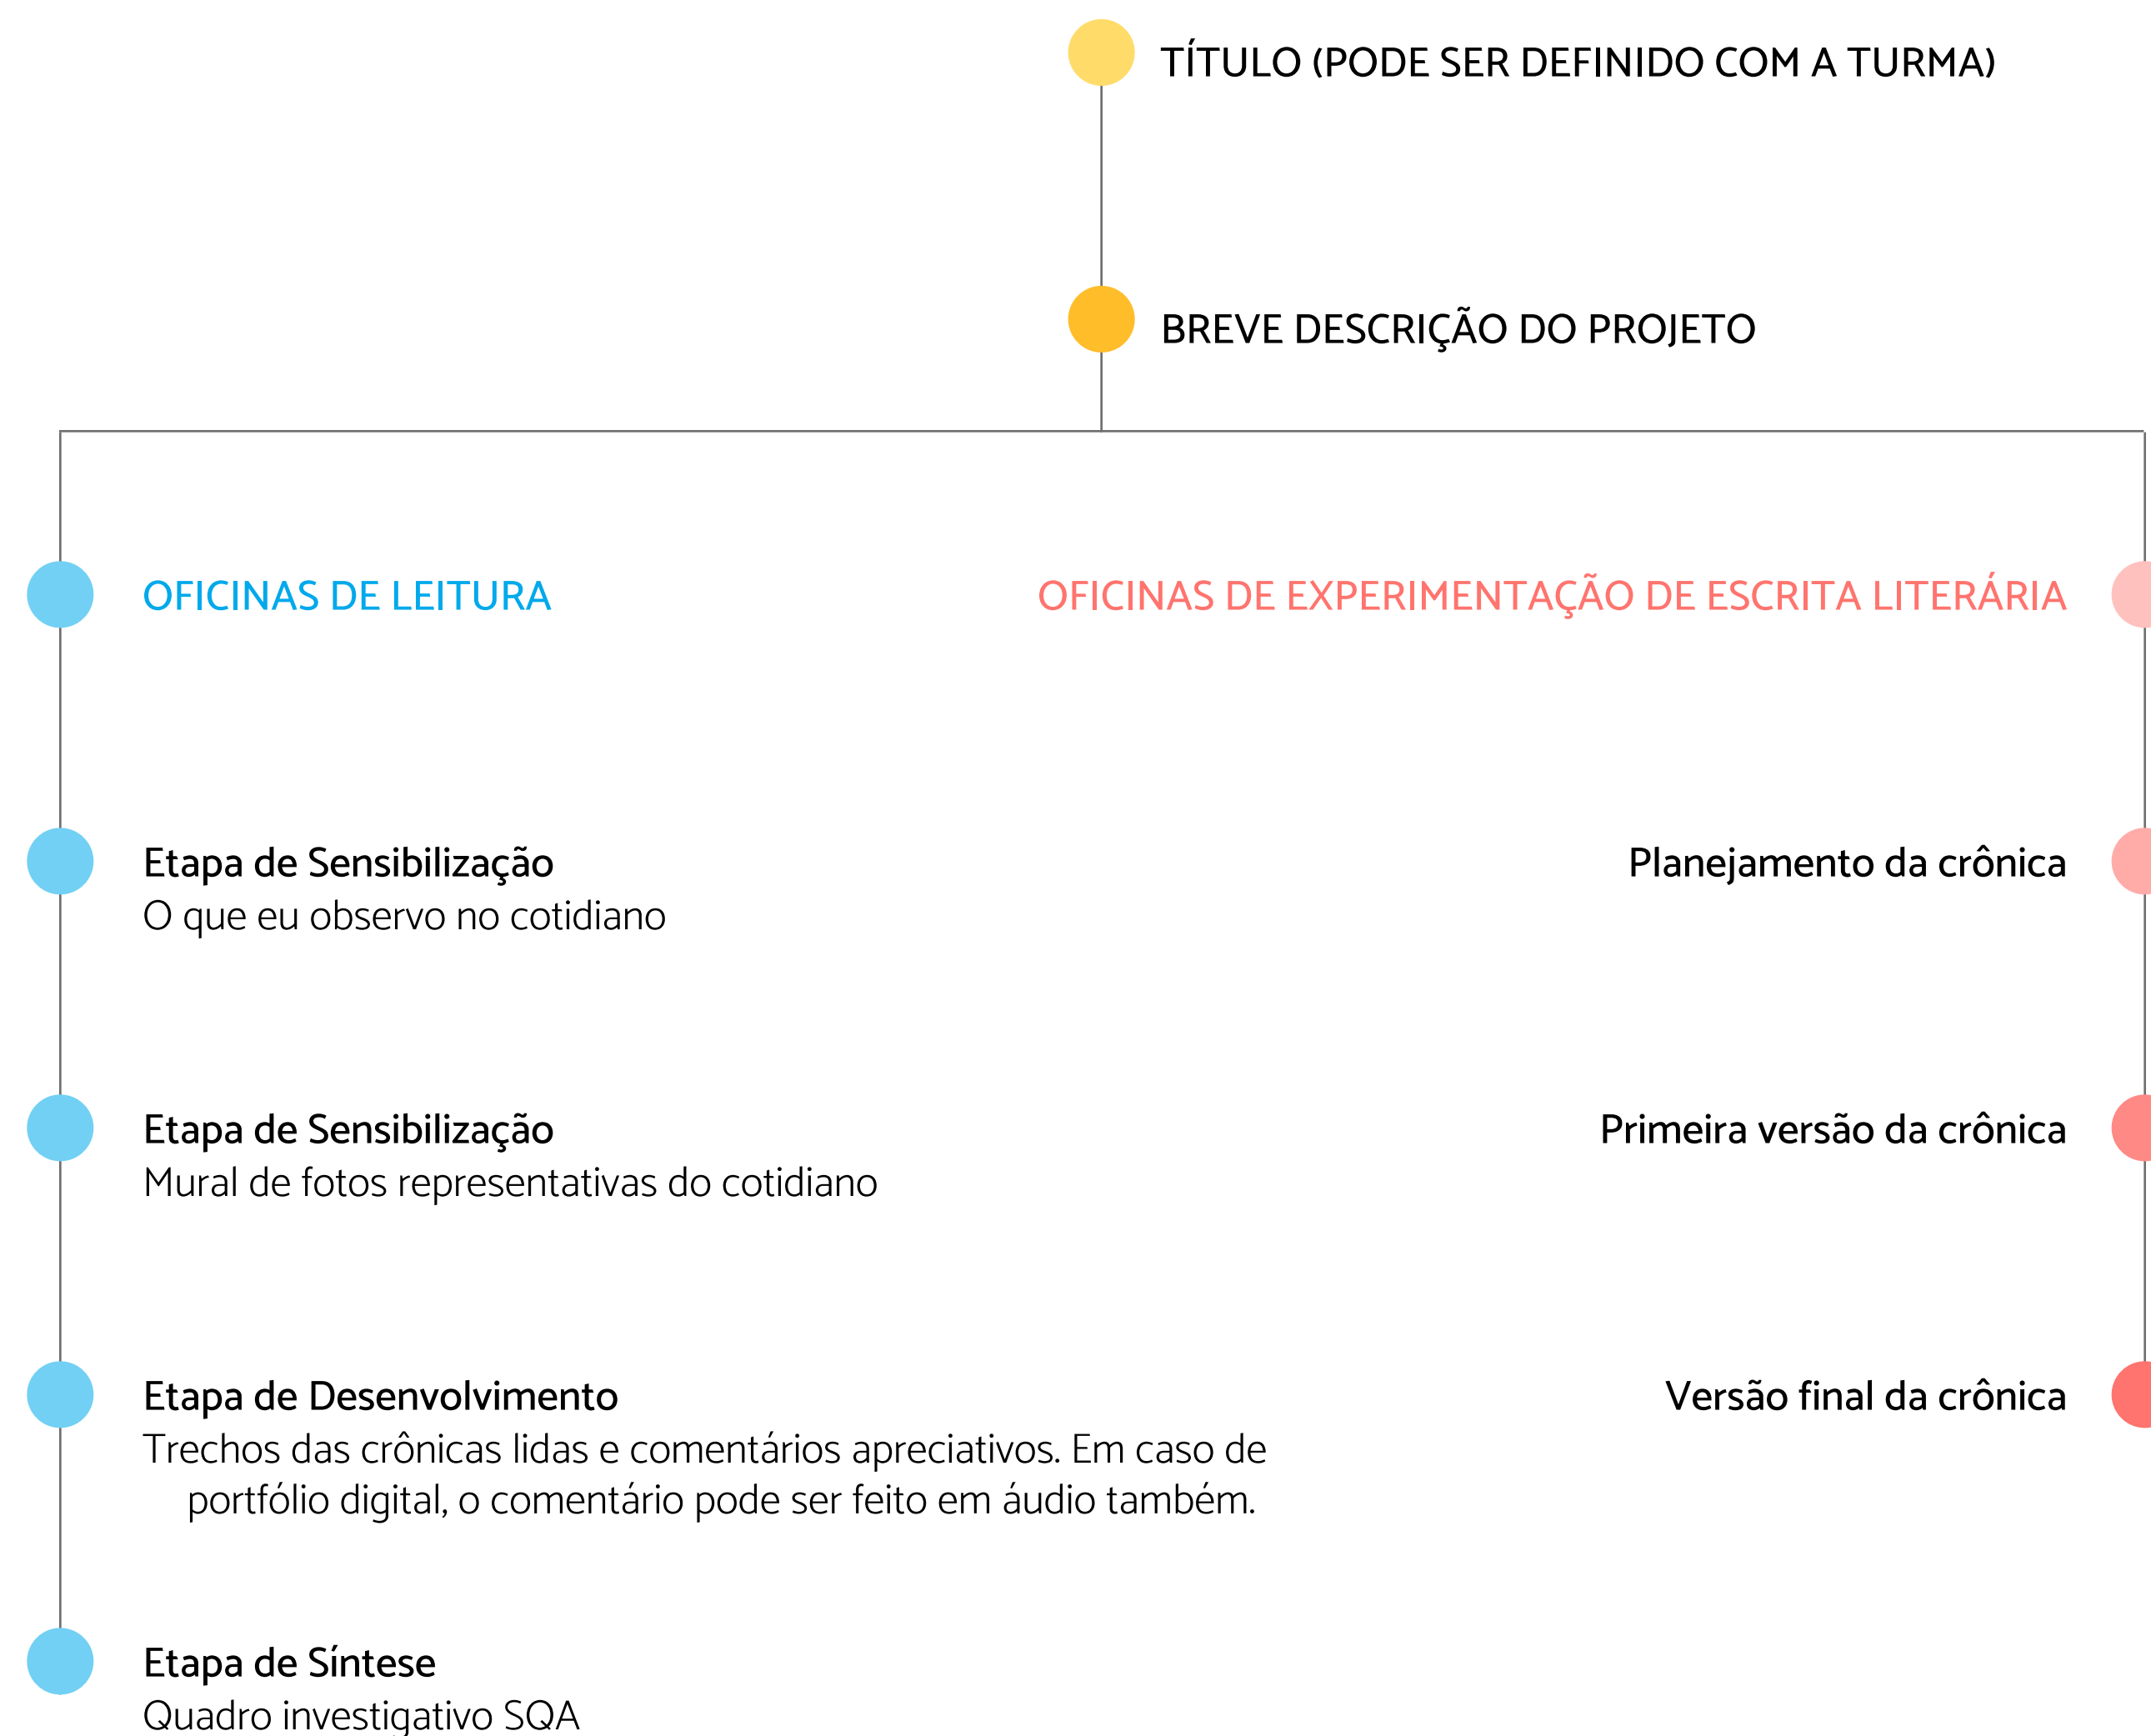 TÍTULO (PODE SER DEFINIDO COM A TURMA)
BREVE DESCRIÇÃO DO PROJETO
OFICINAS DE LEITURA
Etapa de Sensibilização
O que eu observo no cotidiano
Etapa de Sensibilização
Mural de fotos representativas do cotidiano
Etapa de Desenvolvimento
Trechos das crônicas lidas e comentários apreciativos. Em caso de
portfólio digital, o comentário pode ser feito em áudio também.
Etapa de Síntese
Quadro investigativo SQA
OFICINAS DE EXPERIMENTAÇÃO DE ESCRITA LITERÁRIA
Planejamento da crônica
Primeira versão da crônica
Versão final da crônica